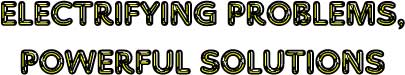 ELECTRIFYING PROBLEMS,
POWERFUL SOLUTIONS